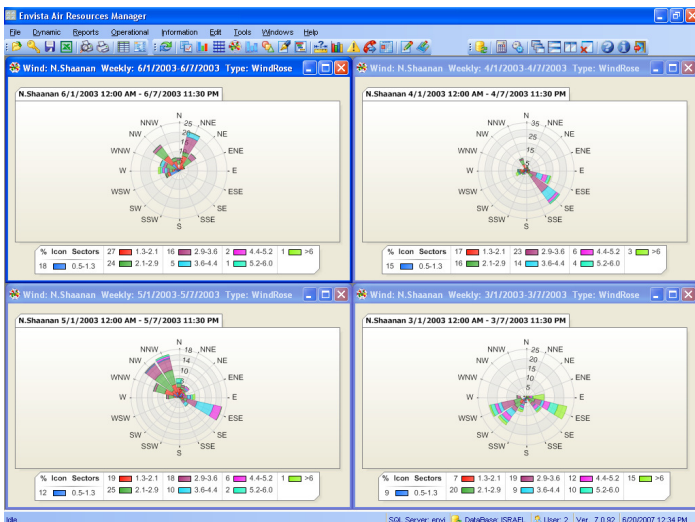 Envista Air Resources Manager
File Dynamic Reports Operational Information Edit Tools Windows Help
Wind: N.Shaanan Weekly: 6/1/2003-6/7/2003 Type: WindRose
N.Shaanan 6/1/2003 12:00 AM - 6/7/2003 11:30 PM
N
NNW 25 NNE
NW 20 NE
15
WNW ENE
W E
WSW ESE
SW SE
SSW SSE
S
% Icon Sectors 27 1.3-2.1 16 2.9-3.6 2 4.4-5.2 1 >6
18 0.5-1.3 24 2.1-2.9 5 3.6-4.4 1 5.2-6.0
Wind: N.Shaanan Weekly: 4/1/2003-4/7/2003 Type: WindRose
N.Shaanan 4/1/2003 12:00 AM - 4/7/2003 11:30 PM
N
NNW 35 NNE
NW 25 NE
15
WNW ENE
5
W E
WSW ESE
SW SE
SSW SSE
S
% Icon Sectors 17 1.3-2.1 23 2.9-3.6 6 4.4-5.2 3 >6
15 0.5-1.3 16 2.1-2.9 14 3.6-4.4 4 5.2-6.0
Wind: N.Shaanan Weekly: 5/1/2003-5/7/2003 Type: WindRose
N.Shaanan 5/1/2003 12:00 AM - 5/7/2003 11:30 PM
N
NNW 18 NNE
NW 14 NE
10
WNW ENE
W E
WSW ESE
SW SE
SSW SSE
S
% Icon Sectors 19 1.3-2.1 18 2.9-3.6 6 4.4-5.2 1 >6
12 0.5-1.3 25 2.1-2.9 10 3.6-4.4 2 5.2-6.0
Wind: N.Shaanan Weekly: 3/1/2003-3/7/2003 Type: WindRose
N.Shaanan 3/1/2003 12:00 AM - 3/7/2003 11:30 PM
N
NNW 25 NNE
NW 20 NE
15
WNW 10 ENE
5
W E
WSW ESE
SW SE
SSW SSE
S
% Icon Sectors 7 1.3-2.1 19 2.9-3.6 12 4.4-5.2 15 >6
9 0.5-1.3 20 2.1-2.9 9 3.6-4.4 10 5.2-6.0
Idle SQL Server: envi DataBase: ISRAEL User: 2 Ver. 7.0.92 6/20/2007 12:34 PM